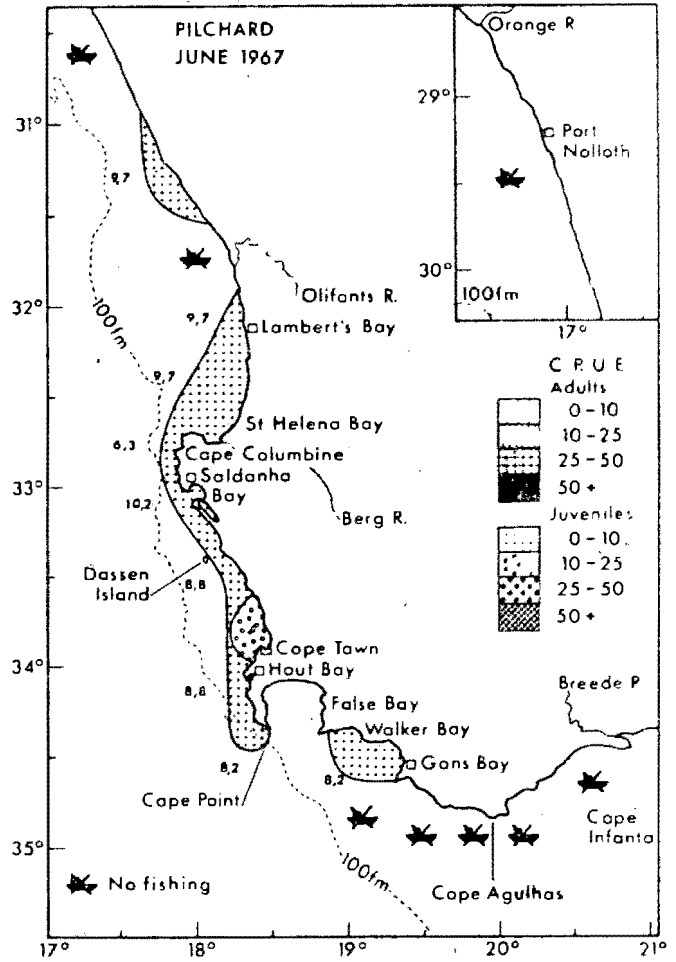 PILCHARD
JUNE 1967
Orange R
29°
Port
Nolloth
30°
100fm
17°
31°
9,7
Olifants R.
32°
100fm
9,7
Lambert's Bay
9,7
St Helena Bay
6,3
Cape Columbine
Saldanha
Bay
33°
10,2
Berg R.
Dassen
Island
8,8
C P U E
Adults
0-10
10-25
25-50
50+
Juveniles
0-10
10-25
25-50
50+
Cape Tawn
Hout Bay
34°
8,8
False Bay
Breede R
Walker Bay
8,2
8,2
Gans Bay
Cape Point
Cape
Infanta
35°
100fm
No fishing
Cape Agulhas
17°
18°
19°
20°
21°